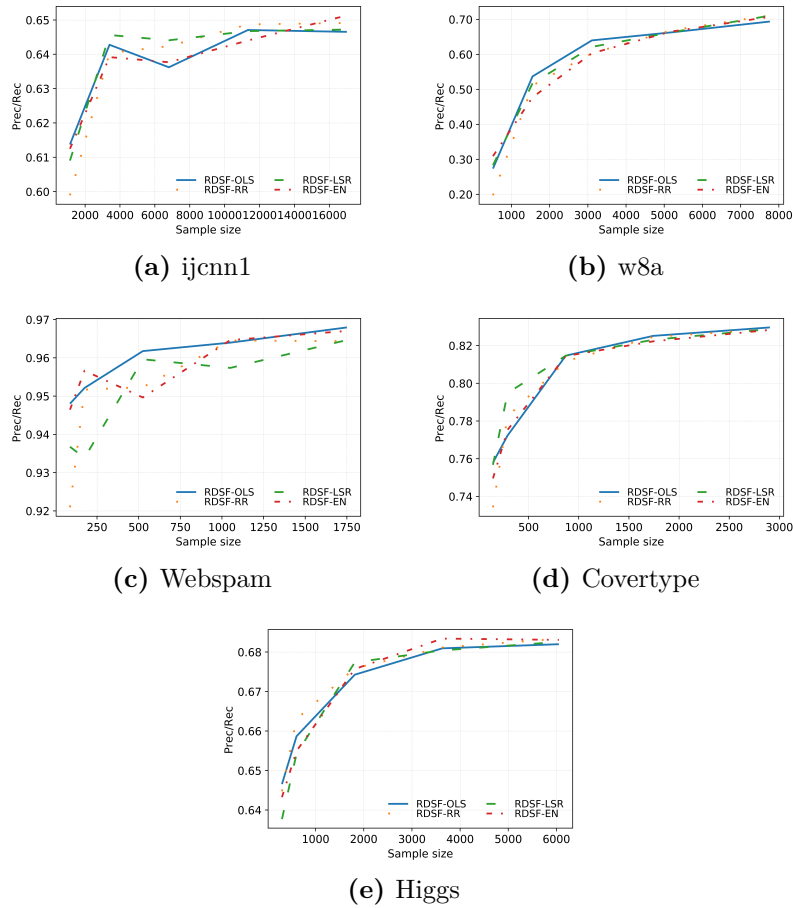 0.65
0.64
Prec/Rec
0.63
0.62
0.61
0.60
RDSF-OLS RDSF-LSR
RDSF-RR RDSF-EN
2000 4000 6000 8000 10000 12000 14000 16000
Sample size
(a) ijcnn1
0.70
0.60
Prec/Rec
0.50
0.40
0.30
0.20
RDSF-OLS RDSF-LSR
RDSF-RR RDSF-EN
1000 2000 3000 4000 5000 6000 7000 8000
Sample size
(b) w8a
0.97
0.96
Prec/Rec
0.95
0.94
0.93
0.92
RDSF-OLS RDSF-LSR
RDSF-RR RDSF-EN
250 500 750 1000 1250 1500 1750
Sample size
(c) Webspam
0.82
0.80
Prec/Rec
0.78
0.76
0.74
RDSF-OLS RDSF-LSR
RDSF-RR RDSF-EN
500 1000 1500 2000 2500 3000
Sample size
(d) Covertype
0.68
0.67
Prec/Rec
0.66
0.65
0.64
RDSF-OLS RDSF-LSR
RDSF-RR RDSF-EN
1000 2000 3000 4000 5000 6000
Sample size
(e) Higgs